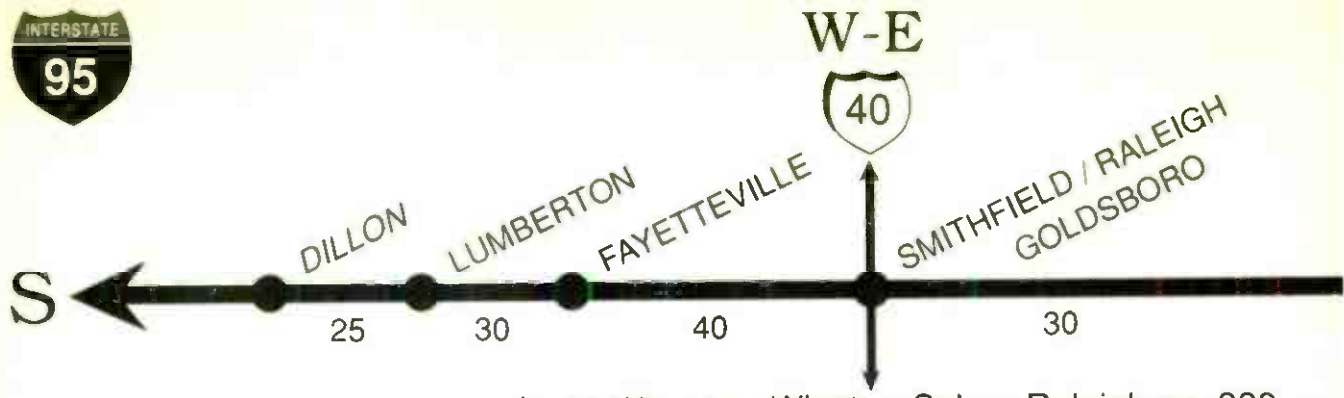 INTERSTATE
95
W-E
40
DILLON
LUMBERTON
FAYETTEVILLE
SMITHFIELD / RALEIGH
GOLDSBORO
S
25
30
40
30